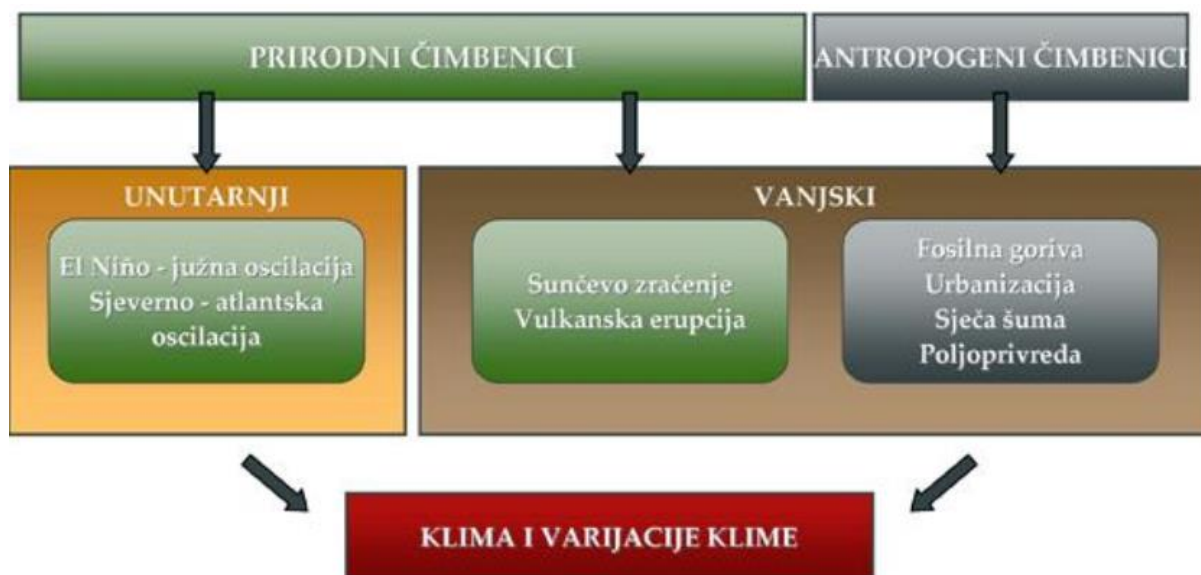 PRIRODNI ČIMBENICI
ANTROPOGENI ČIMBENICI
UNUTARNJI
El Niño - južna oscilacija
Sjeverno - atlantska
oscilacija
VANJSKI
Sunčevo zračenje
Vulkanska erupcija
Fosilna goriva
Urbanizacija
Sječa šuma
Poljoprivreda
KLIMA I VARIJACIJE KLIME